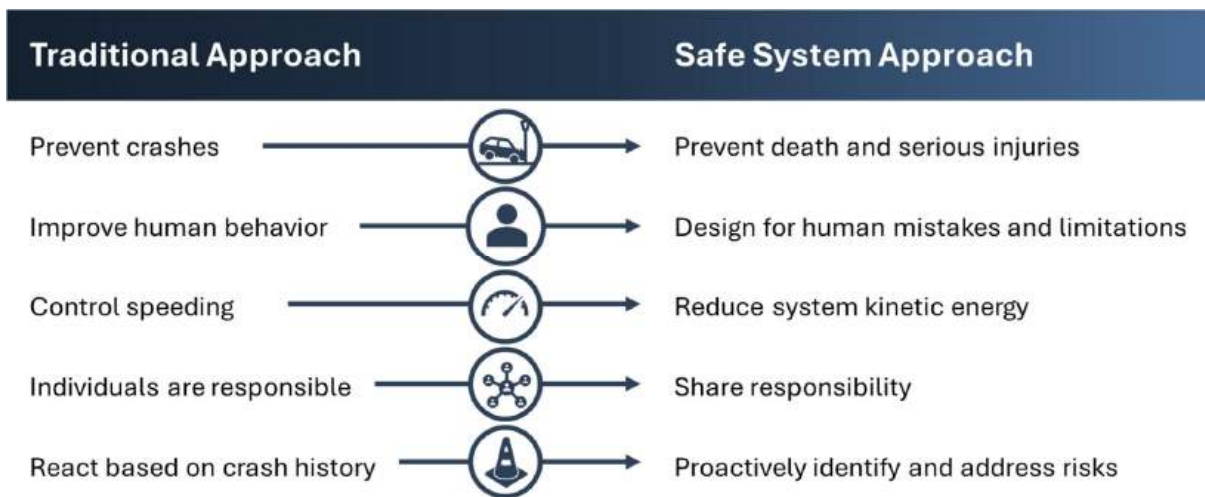 Traditional Approach Safe System Approach
Prevent crashes Prevent death and serious injuries
Improve human behavior Design for human mistakes and limitations
Control speeding Reduce system kinetic energy
Individuals are responsible Share responsibility
React based on crash history Proactively identify and address risks